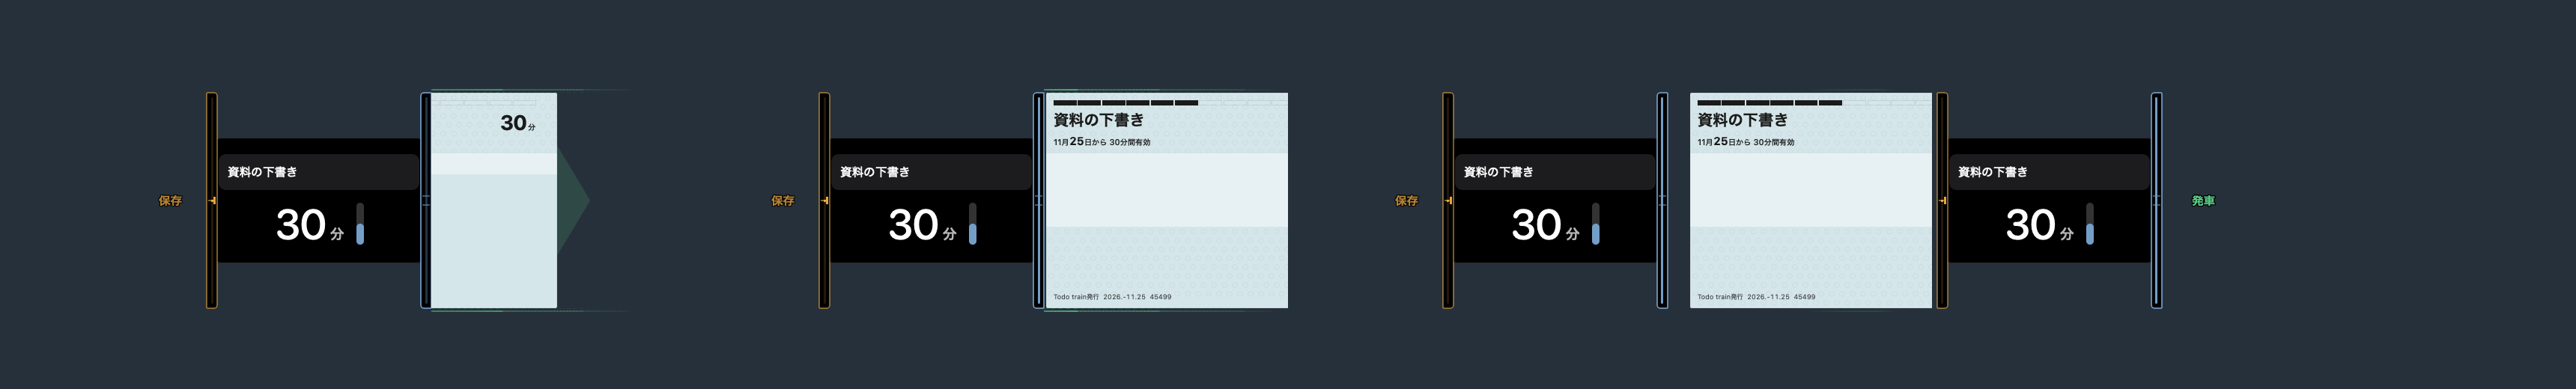 保存
資料の下書き
30分
30分
保存
資料の下書き
30分
資料の下書き
11月25日から 30分間有効
Todo train発行 2026.-11.25 45499
保存
資料の下書き
30分
資料の下書き
11月25日から 30分間有効
Todo train発行 2026.-11.25 45499
資料の下書き
30分
発車